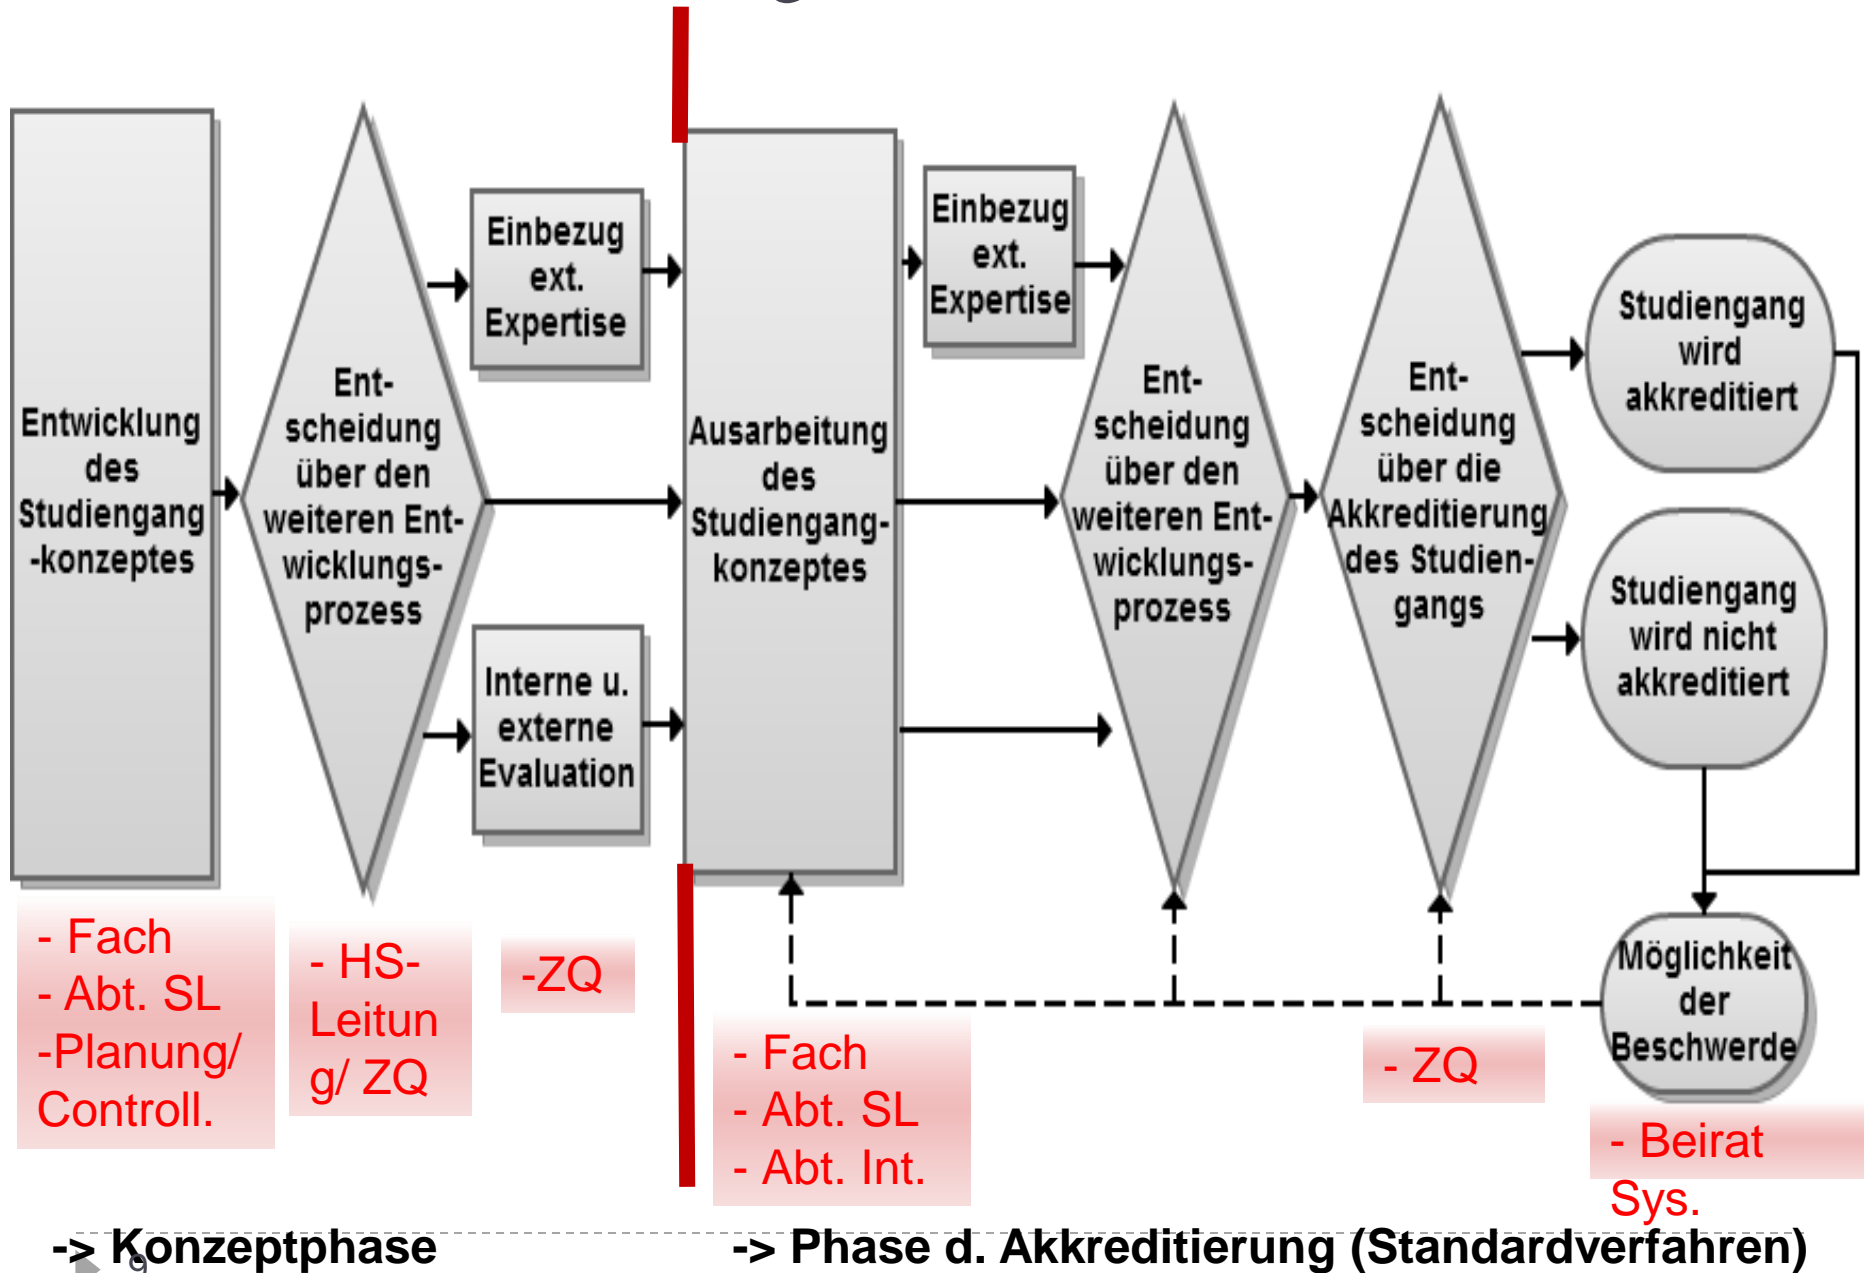 Entwicklung
des
Studiengang
-konzeptes
Ent-
scheidung
über den
weiteren Ent-
wicklungs-
prozess
Einbezug
ext.
Expertise
Interne u.
externe
Evaluation
Ausarbeitung
des
Studiengang-
konzeptes
Einbezug
ext.
Expertise
Ent-
scheidung
über den
weiteren Ent-
wicklungs-
prozess
Ent-
scheidung
über die
Akkreditierung
des Studien-
gangs
Studiengang
wird
akkreditiert
Studiengang
wird nicht
akkreditiert
Möglichkeit
der
Beschwerde
- Fach
- Abt. SL
-Planung/
Controll.
- HS-
Leitun
g/ ZQ
-ZQ
- Fach
- Abt. SL
- Abt. Int.
- ZQ
- Beirat
Sys.
-> Konzeptphase
-> Phase d. Akkreditierung (Standardverfahren)
9